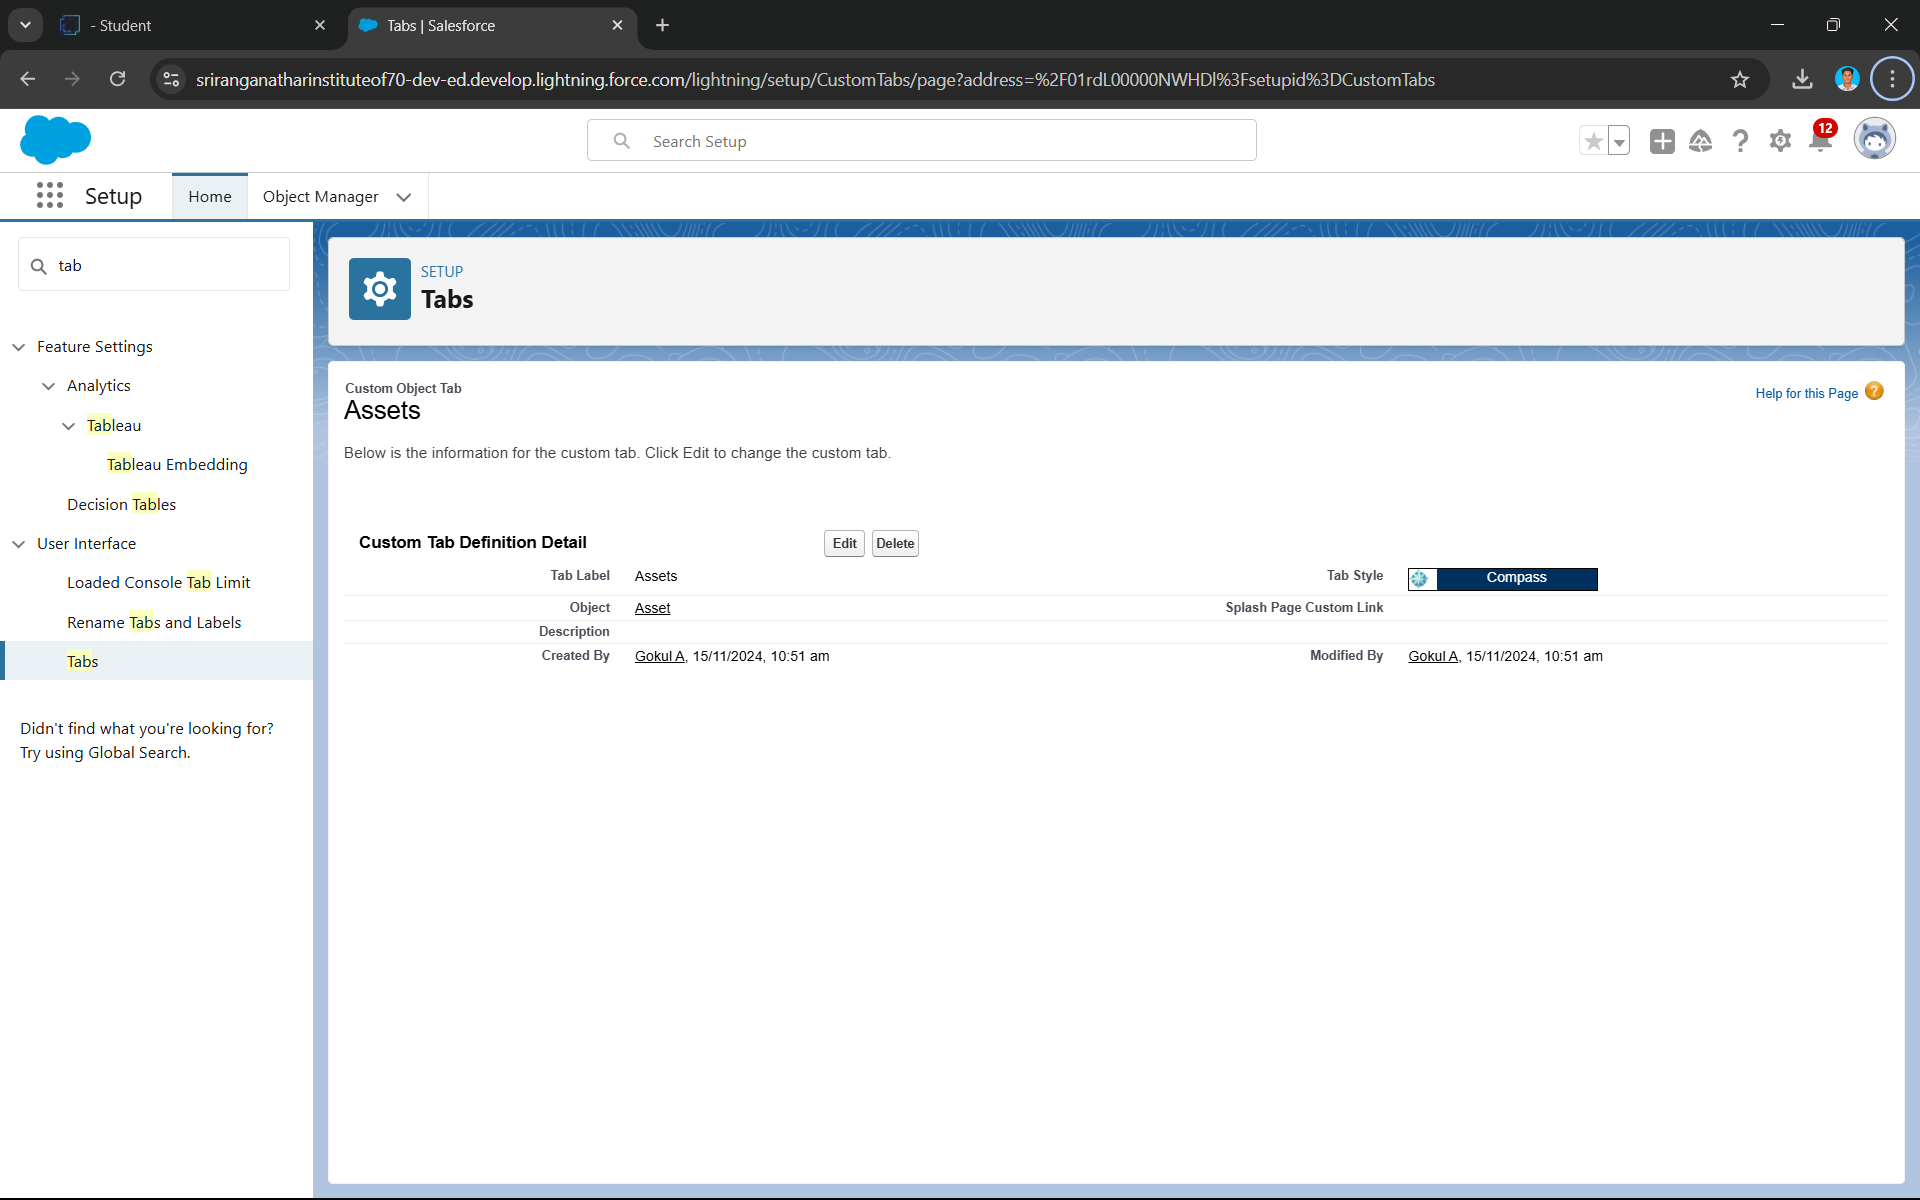 - Student
Tabs | Salesforce
sriranganatharinstituteof70-dev-ed.develop.lightning.force.com/lightning/setup/CustomTabs/page?address=%2F01rdL00000NWHDl%3Fsetupid%3DCustomTabs
Search Setup
12
Setup
Home
Object Manager
tab
Feature Settings
Analytics
Tableau
Tableau Embedding
Decision Tables
User Interface
Loaded Console Tab Limit
Rename Tabs and Labels
Tabs
Didn't find what you're looking for?
Try using Global Search.
SETUP
Tabs
Custom Object Tab
Assets
Help for this Page ?
Below is the information for the custom tab. Click Edit to change the custom tab.
Custom Tab Definition Detail
Edit
Delete
Tab Label Assets
Tab Style Compass
Object Asset
Splash Page Custom Link
Description
Created By Gokul A, 15/11/2024, 10:51 am
Modified By Gokul A, 15/11/2024, 10:51 am